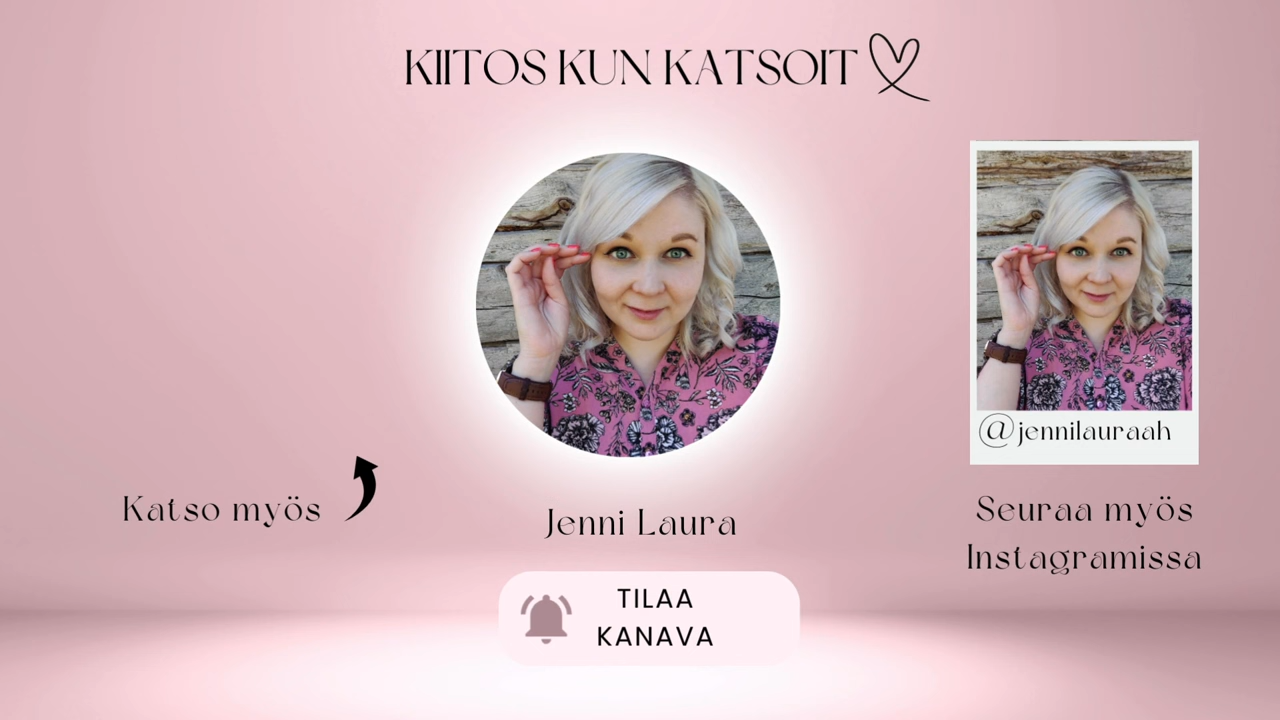 KIITOS KUN KATSOIT
@jennilauraah
Katso myös
Jenni Laura
Seuraa myös
Instagramissa
TILAA
KANAVA